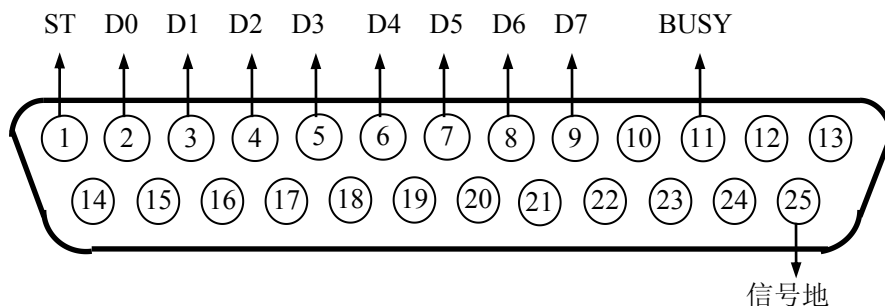 ST D0 D1 D2 D3 D4 D5 D6 D7 BUSY
1 2 3 4 5 6 7 8 9 10 11 12 13
14 15 16 17 18 19 20 21 22 23 24 25
信号地